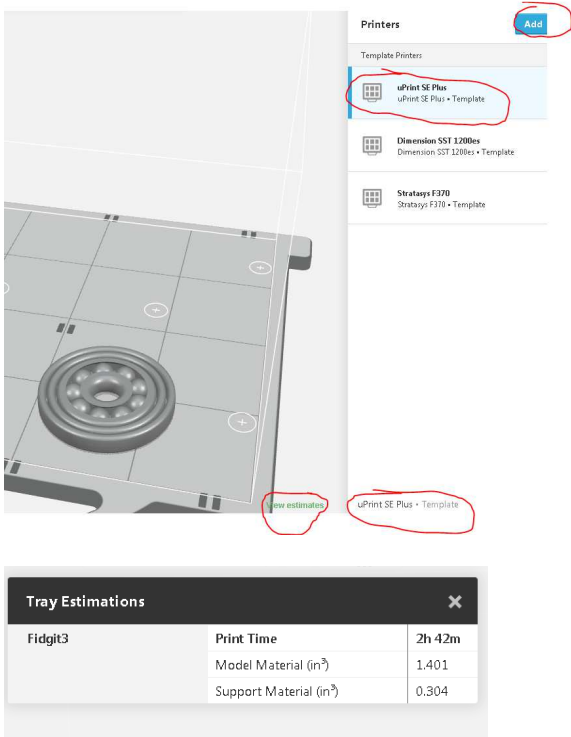 Printers
Add
Template Printers
uPrint SE Plus
uPrint SE Plus • Template
Dimension SST 1200es
Dimension SST 1200es • Template
Stratasys F370
Stratasys F370 • Template
View estimates
uPrint SE Plus • Template
Tray Estimations
Fidgit3 Print Time 2h 42m
Model Material (in³) 1.401
Support Material (in³) 0.304